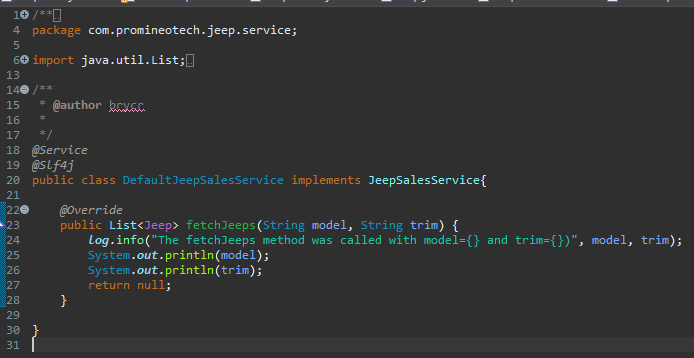 1 /**
4 package com.promineotech.jeep.service;
5
6 import java.util.List;
13
14 /**
15 * @author brycr
16 *
17 */
18 @Service
19 @Slf4j
20 public class DefaultJeepSalesService implements JeepSalesService{
21
22 @Override
23 public List<Jeep> fetchJeeps(String model, String trim) {
24 log.info("The fetchJeeps method was called with model={} and trim={})", model, trim);
25 System.out.println(model);
26 System.out.println(trim);
27 return null;
28 }
29
30 }
31